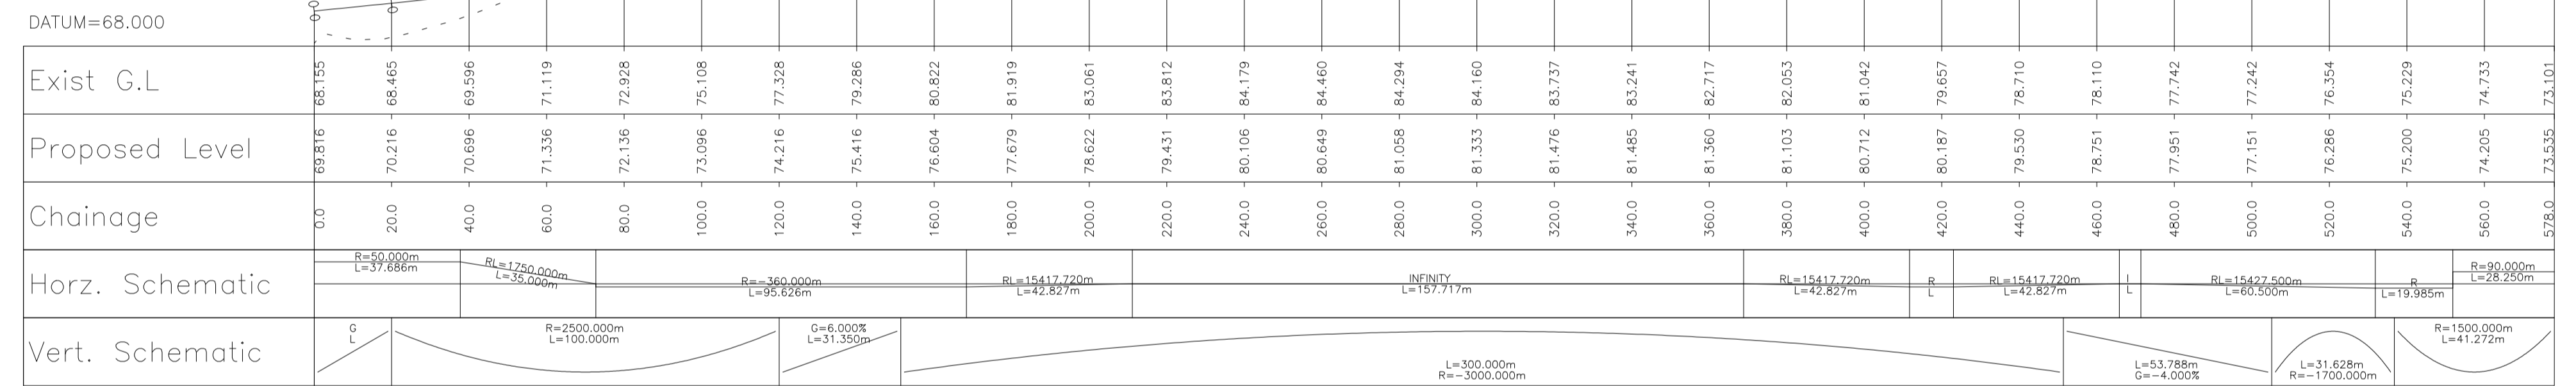 DATUM=68.000
Exist G.L 68.155 68.465 69.596 71.119 72.928 75.108 77.328 79.286 80.822 81.919 83.061 83.812 84.179 84.460 84.294 84.160 83.737 83.241 82.717 82.053 81.042 79.657 78.710 78.110 77.742 77.242 76.354 75.229 74.733 73.101
Proposed Level 69.816 70.216 70.696 71.336 72.136 73.096 74.216 75.416 76.604 77.679 78.622 79.431 80.106 80.649 81.058 81.333 81.476 81.485 81.360 81.103 80.712 80.187 79.530 78.751 77.951 77.151 76.286 75.200 74.205 73.535
Chainage 0.0 20.0 40.0 60.0 80.0 100.0 120.0 140.0 160.0 180.0 200.0 220.0 240.0 260.0 280.0 300.0 320.0 340.0 360.0 380.0 400.0 420.0 440.0 460.0 480.0 500.0 520.0 540.0 560.0 578.0
Horz. Schematic
R=50.000m
L=37.686m
RL=1750.000m
L=35.000m
R=-360.000m
L=95.626m
RL=15417.720m
L=42.827m
INFINITY
L=157.717m
RL=15417.720m
L=42.827m
R
L
RL=15417.720m
L=42.827m
I
L
RL=15427.500m
L=60.500m
R
L=19.985m
R=90.000m
L=28.250m
Vert. Schematic
G
L
R=2500.000m
L=100.000m
G=6.000%
L=31.350m
L=300.000m
R=-3000.000m
L=53.788m
G=-4.000%
L=31.628m
R=-1700.000m
R=1500.000m
L=41.272m